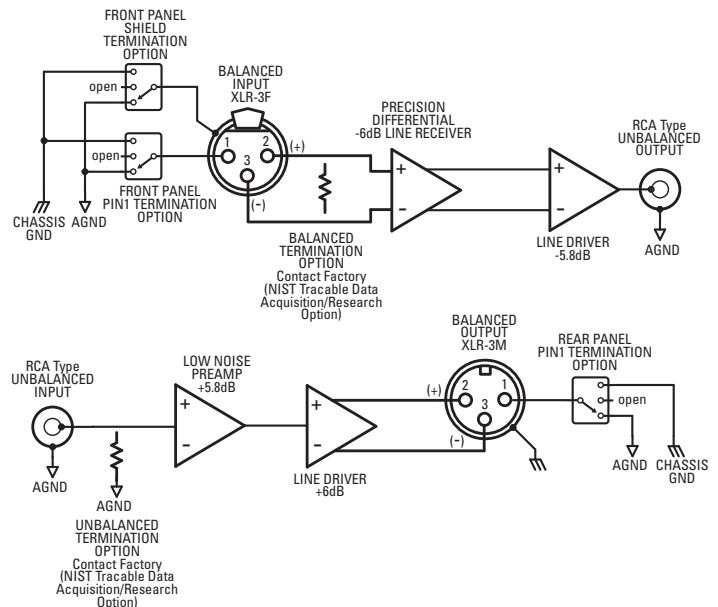 FRONT PANEL
SHIELD
TERMINATION
OPTION
open
open
FRONT PANEL
PIN1 TERMINATION
OPTION
CHASSIS
GND
AGND
BALANCED
INPUT
XLR-3F
1
2
3
(+)
(-)
BALANCED
TERMINATION
OPTION
Contact Factory
(NIST Tracable Data
Acquisition/Research
Option)
PRECISION
DIFFERENTIAL
-6dB LINE RECEIVER
+
–
+
–
LINE DRIVER
-5.8dB
RCA Type
UNBALANCED
OUTPUT
AGND
RCA Type
UNBALANCED
INPUT
AGND
AGND
UNBALANCED
TERMINATION
OPTION
Contact Factory
(NIST Tracable Data
Acquisition/Research
Option)
LOW NOISE
PREAMP
+5.8dB
+
–
+
–
LINE DRIVER
+6dB
BALANCED
OUTPUT
XLR-3M
(+)
(-)
2
1
3
REAR PANEL
PIN1 TERMINATION
OPTION
open
AGND
CHASSIS
GND